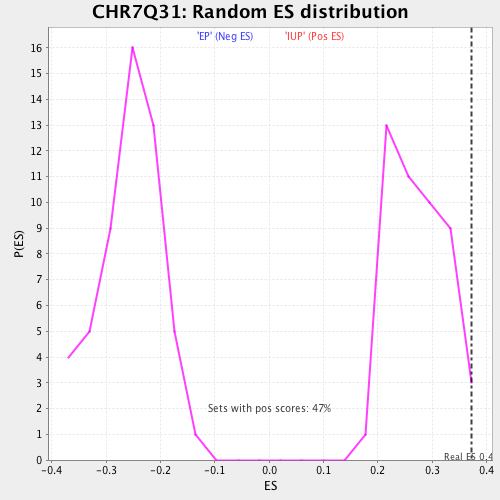 CHR7Q31: Random ES distribution
'EP' (Neg ES) 'IUP' (Pos ES)
16
15
14
13
12
11
10
9
8
7
6
5
4
3
2
1
0
P(ES)
Sets with pos scores: 47%
Real ES 0.4
-0.4 -0.3 -0.2 -0.1 0.0 0.1 0.2 0.3 0.4
ES